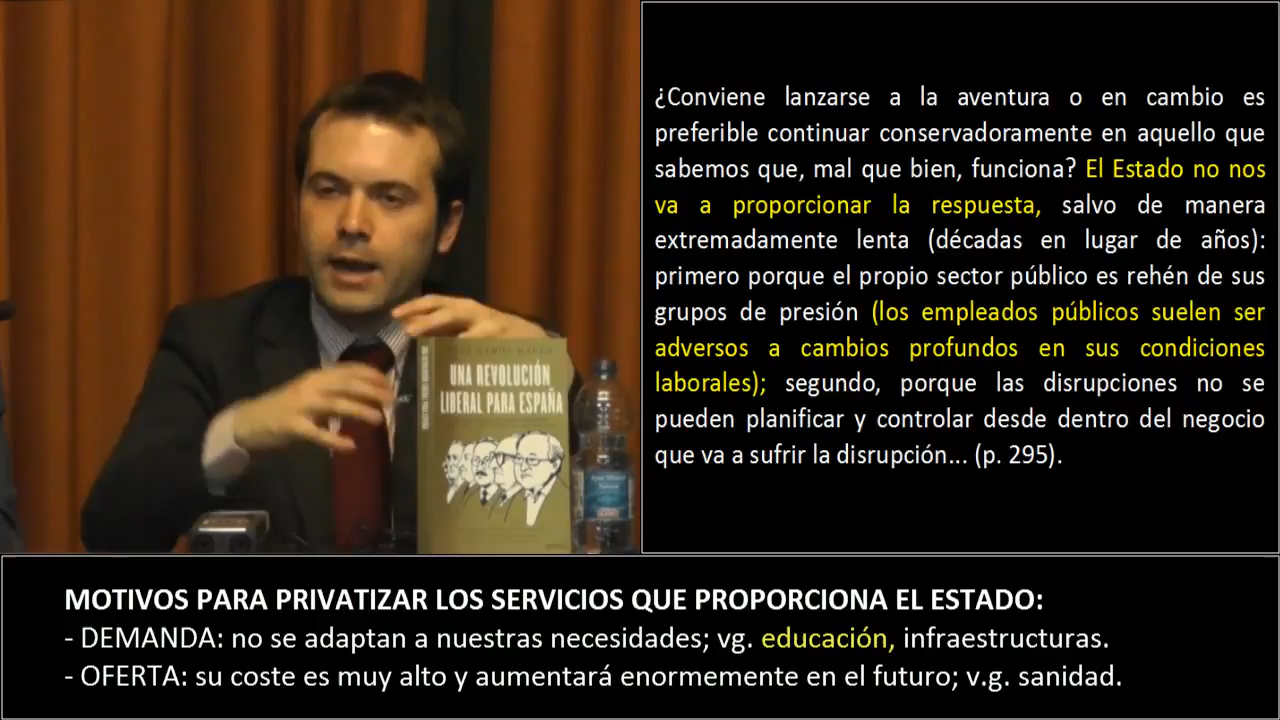 ¿Conviene lanzarse a la aventura o en cambio es
preferible continuar conservadoramente en aquello que
sabemos que, mal que bien, funciona? El Estado no nos
va a proporcionar la respuesta, salvo de manera
extremadamente lenta (décadas en lugar de años):
primero porque el propio sector público es rehén de sus
grupos de presión (los empleados públicos suelen ser
adversos a cambios profundos en sus condiciones
laborales); segundo, porque las disrupciones no se
pueden planificar y controlar desde dentro del negocio
que va a sufrir la disrupción... (p. 295).
UNA REVOLUCIÓN
LIBERAL PARA ESPAÑA
MOTIVOS PARA PRIVATIZAR LOS SERVICIOS QUE PROPORCIONA EL ESTADO:
- DEMANDA: no se adaptan a nuestras necesidades; vg. educación, infraestructuras.
- OFERTA: su coste es muy alto y aumentará enormemente en el futuro; v.g. sanidad.